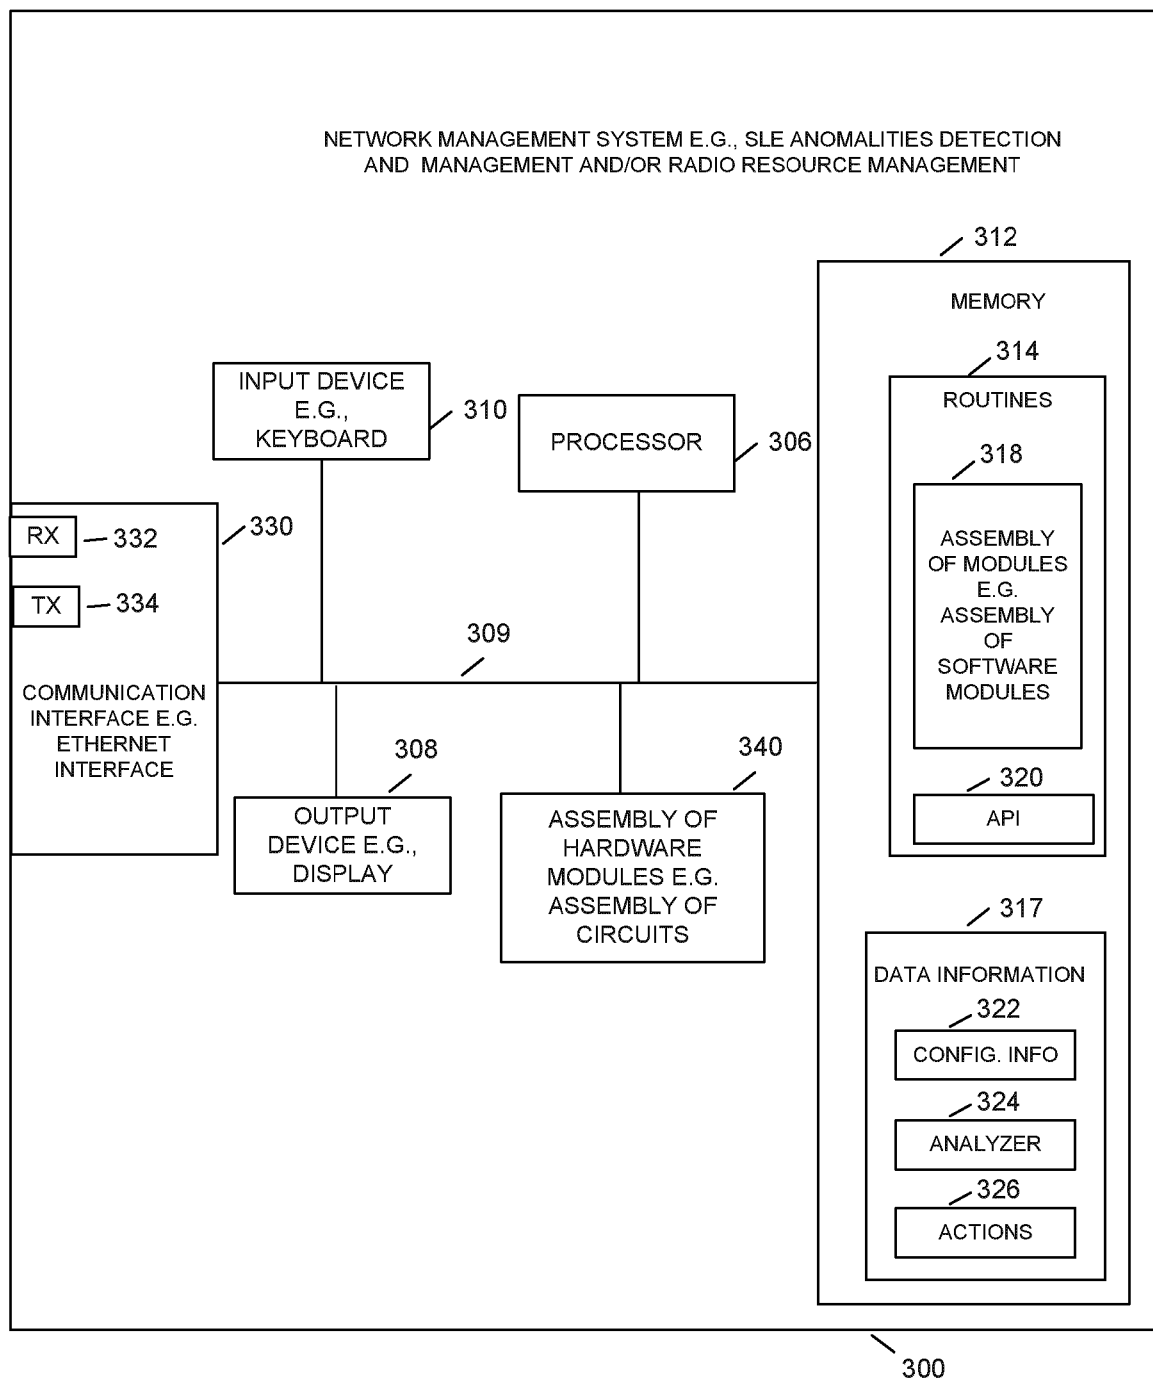 NETWORK MANAGEMENT SYSTEM E.G., SLE ANOMALITIES DETECTION
AND MANAGEMENT AND/OR RADIO RESOURCE MANAGEMENT
312
MEMORY
314
ROUTINES
318
ASSEMBLY
OF MODULES
E.G.
ASSEMBLY
OF
SOFTWARE
MODULES
320
API
317
DATA INFORMATION
322
CONFIG. INFO
324
ANALYZER
326
ACTIONS
INPUT DEVICE
E.G.,
KEYBOARD
310
PROCESSOR
306
RX
332
330
TX
334
COMMUNICATION
INTERFACE E.G.
ETHERNET
INTERFACE
309
308
OUTPUT
DEVICE E.G.,
DISPLAY
340
ASSEMBLY OF
HARDWARE
MODULES E.G.
ASSEMBLY OF
CIRCUITS
300